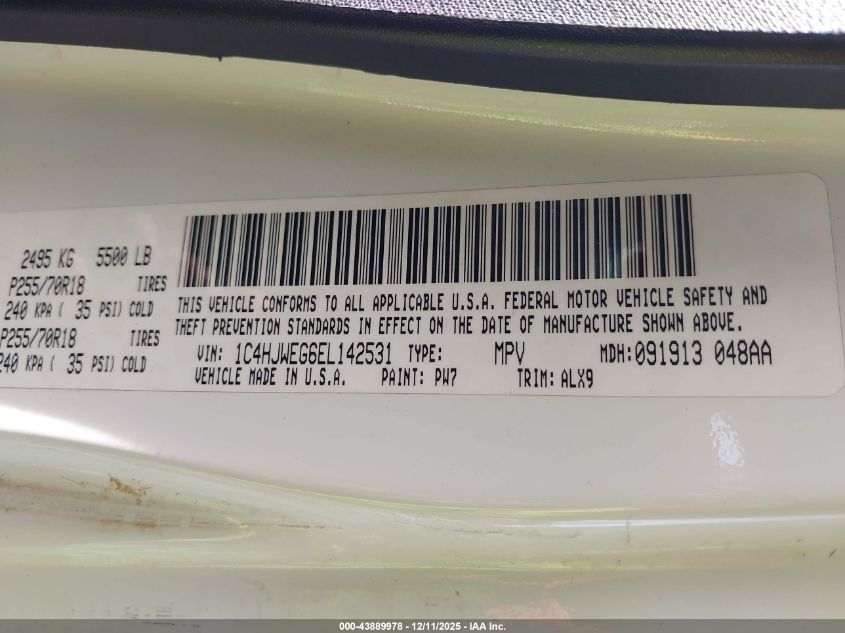 2495 KG 5500 LB
P255/70R18 TIRES
240 KPA ( 35 PSI) COLD
P255/70R18 TIRES
240 KPA ( 35 PSI) COLD
THIS VEHICLE CONFORMS TO ALL APPLICABLE U.S.A. FEDERAL MOTOR VEHICLE SAFETY AND
THEFT PREVENTION STANDARDS IN EFFECT ON THE DATE OF MANUFACTURE SHOWN ABOVE.
VIN: 1C4HJWEG6EL142531 TYPE: MPV MDH:091913 048AA
VEHICLE MADE IN U.S.A. PAINT: PW7 TRIM: ALX9
000-43889978 - 12/11/2025 - IAA Inc.